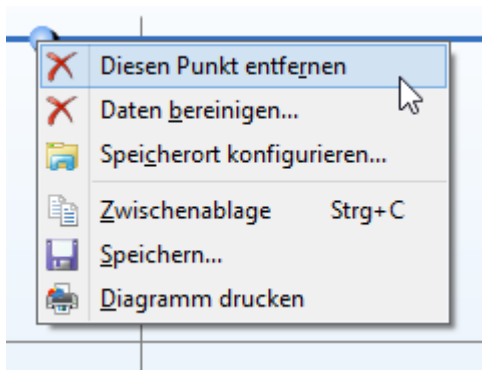 Diesen Punkt entfernen
Daten bereinigen...
Speicherort konfigurieren...
Zwischenablage Strg+C
Speichern...
Diagramm drucken